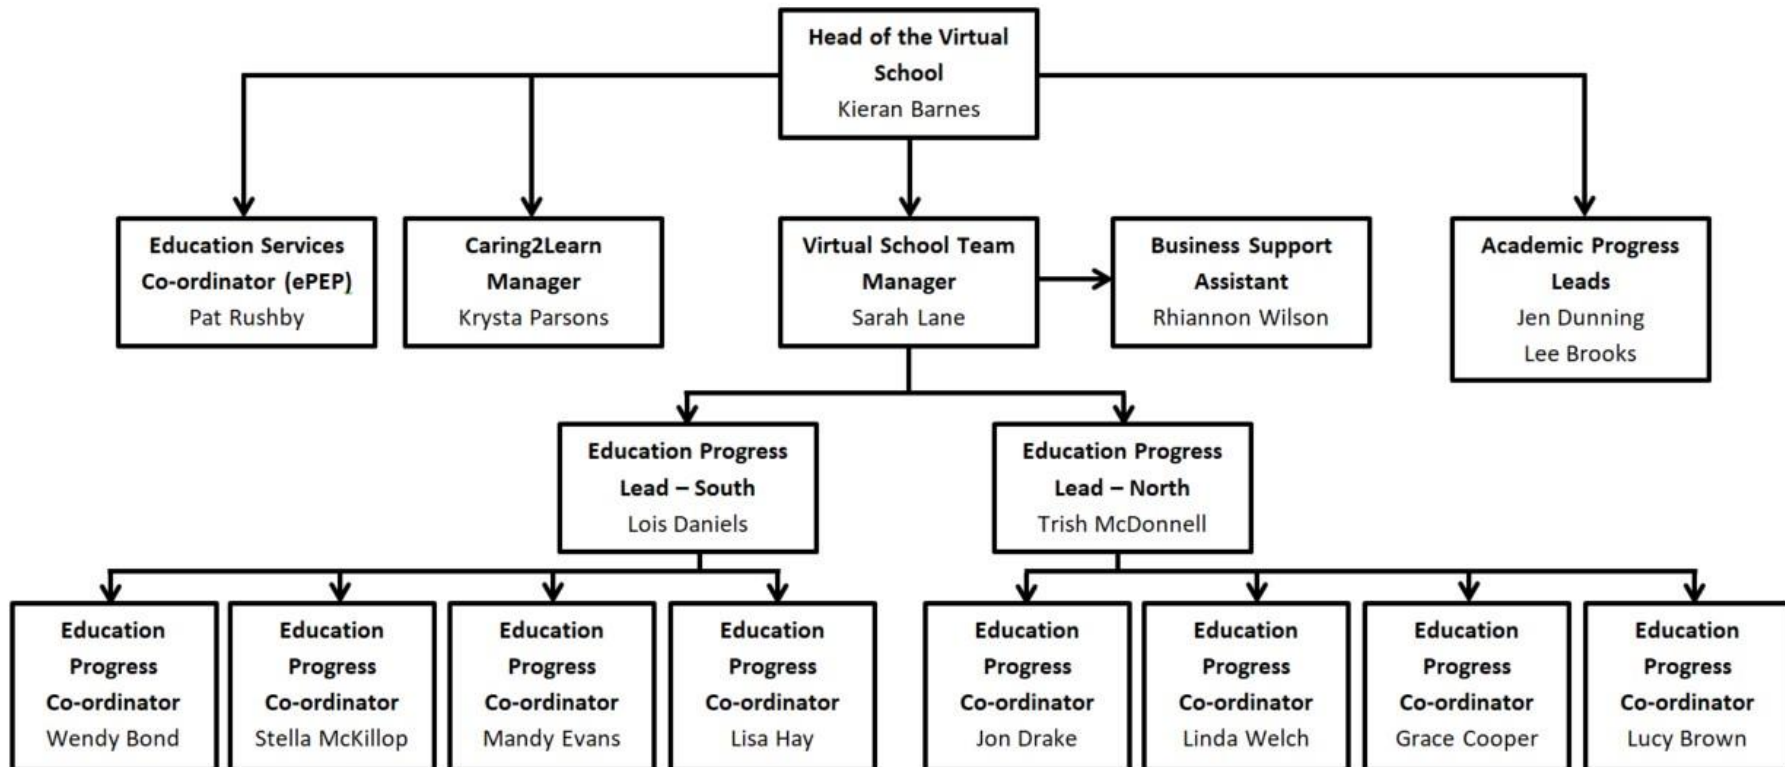 Head of the Virtual
School
Kieran Barnes
Education Services
Co-ordinator (ePEP)
Pat Rushby
Caring2Learn
Manager
Krysta Parsons
Virtual School Team
Manager
Sarah Lane
Business Support
Assistant
Rhiannon Wilson
Academic Progress
Leads
Jen Dunning
Lee Brooks
Education Progress
Lead – South
Lois Daniels
Education Progress
Lead – North
Trish McDonnell
Education
Progress
Co-ordinator
Wendy Bond
Education
Progress
Co-ordinator
Stella McKillop
Education
Progress
Co-ordinator
Mandy Evans
Education
Progress
Co-ordinator
Lisa Hay
Education
Progress
Co-ordinator
Jon Drake
Education
Progress
Co-ordinator
Linda Welch
Education
Progress
Co-ordinator
Grace Cooper
Education
Progress
Co-ordinator
Lucy Brown